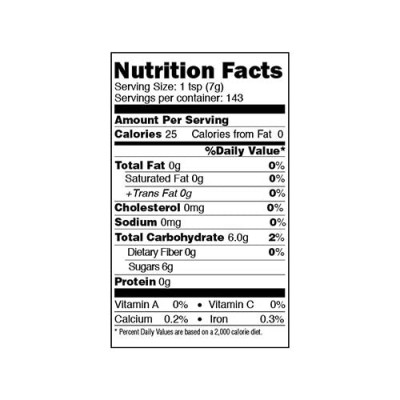 Nutrition Facts
Serving Size: 1 tsp (7g)
Servings per container: 143
Amount Per Serving
Calories 25 Calories from Fat 0
%Daily Value*
Total Fat 0g 0%
Saturated Fat 0g 0%
+Trans Fat 0g 0%
Cholesterol 0mg 0%
Sodium 0mg 0%
Total Carbohydrate 6.0g 2%
Dietary Fiber 0g 0%
Sugars 6g
Protein 0g
Vitamin A 0% • Vitamin C 0%
Calcium 0.2% • Iron 0.3%
* Percent Daily Values are based on a 2,000 calorie diet.